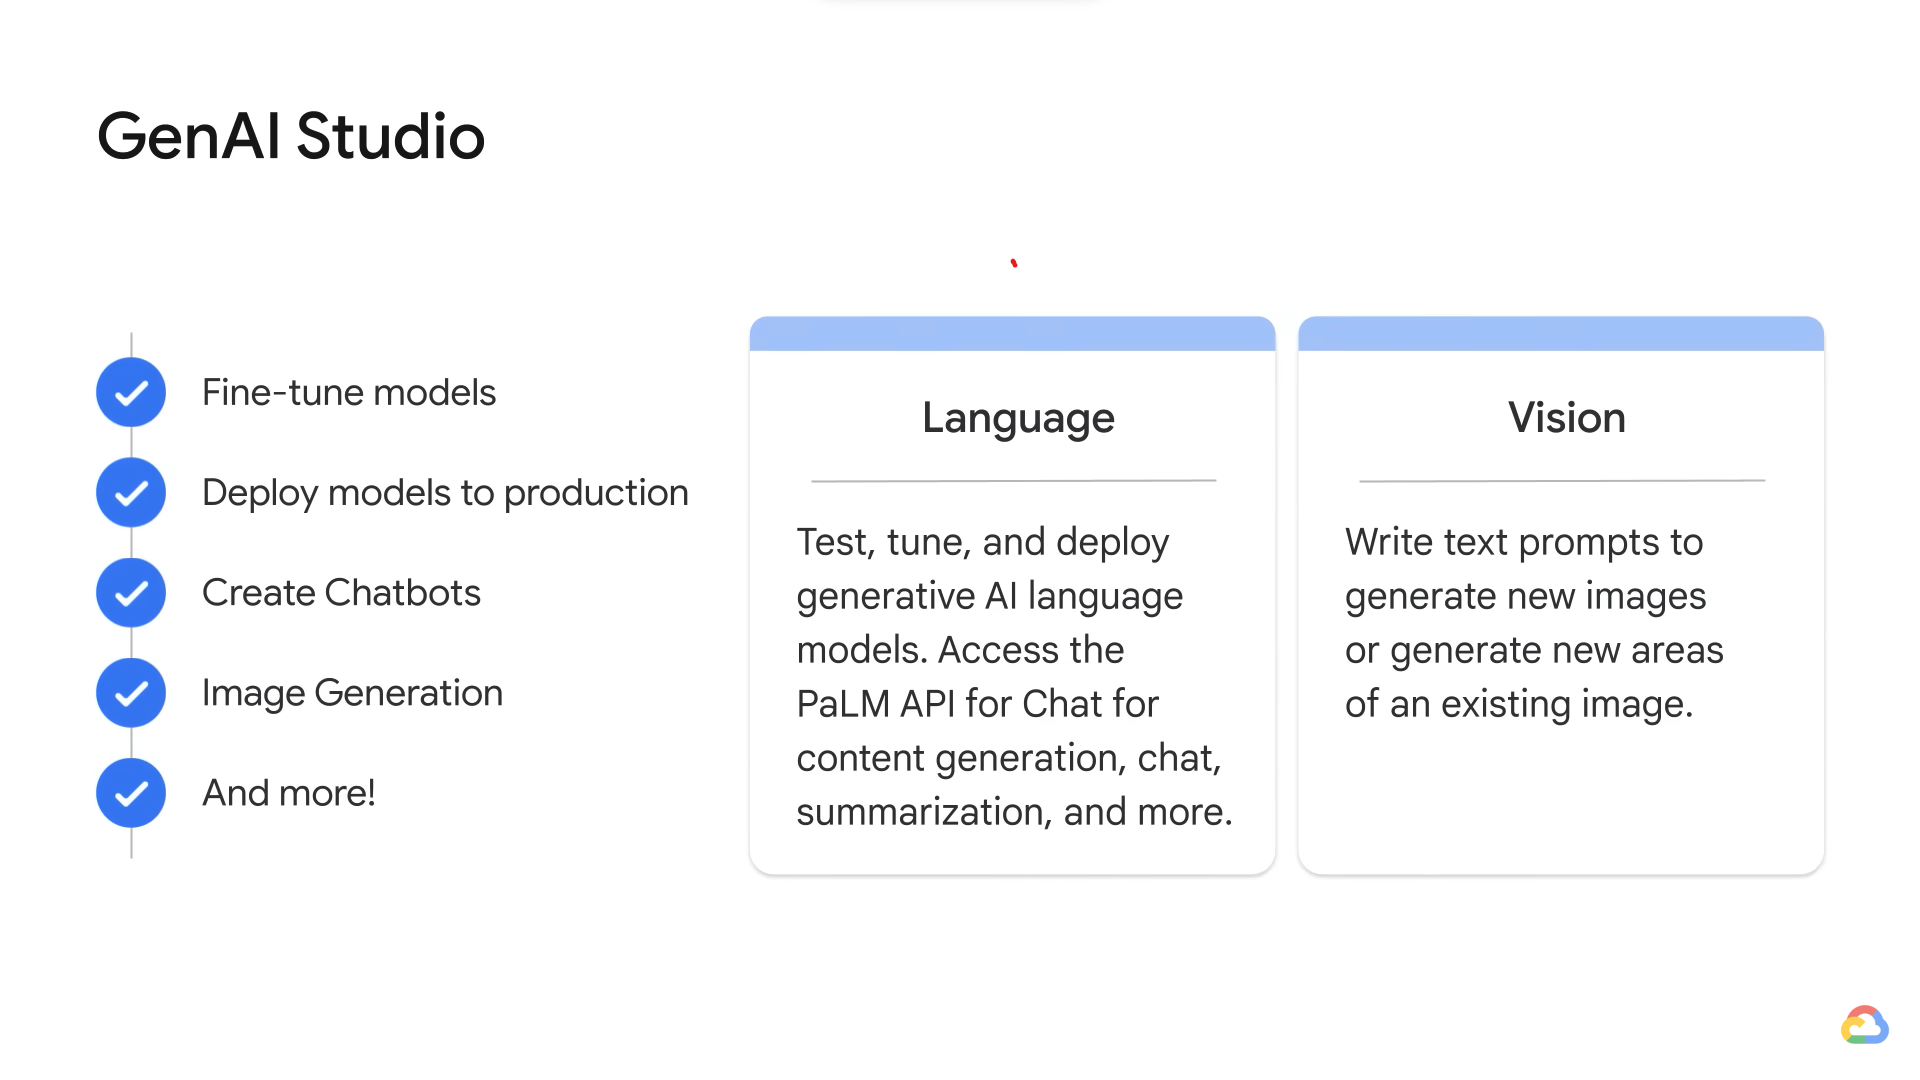 GenAI Studio
Fine-tune models
Deploy models to production
Create Chatbots
Image Generation
And more!
Language
Test, tune, and deploy
generative AI language
models. Access the
PaLM API for Chat for
content generation, chat,
summarization, and more.
Vision
Write text prompts to
generate new images
or generate new areas
of an existing image.